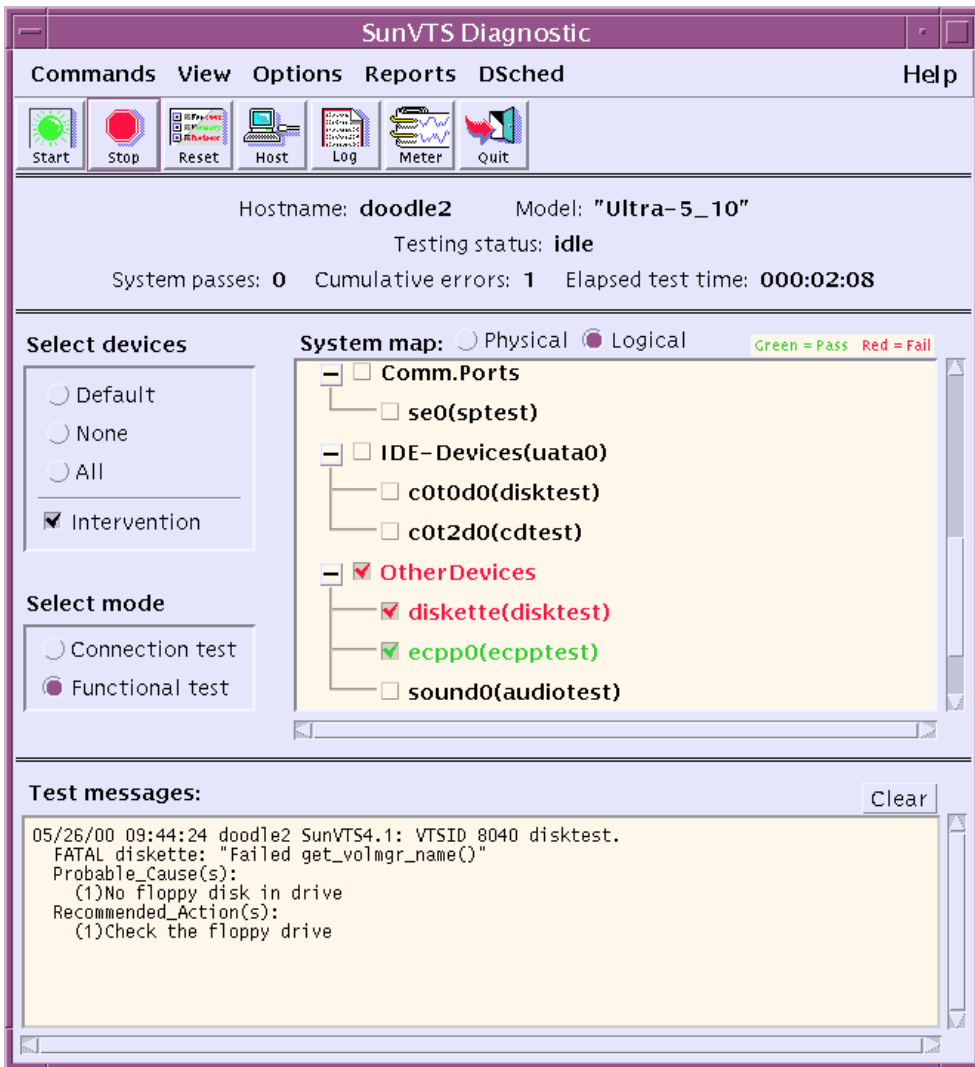 SunVTS Diagnostic
Commands View Options Reports DSched Help
Start Stop Reset Host Log Meter Quit
Hostname: doodle2 Model: "Ultra-5_10"
Testing status: idle
System passes: 0 Cumulative errors: 1 Elapsed test time: 000:02:08
Select devices
Default
None
All
Intervention
Select mode
Connection test
Functional test
System map: Physical Logical Green = Pass Red = Fail
Comm.Ports
se0(sptest)
IDE-Devices(uata0)
c0t0d0(disktest)
c0t2d0(cdtest)
OtherDevices
diskette(disktest)
ecpp0(ecpptest)
sound0(audiotest)
Test messages:
Clear
05/26/00 09:44:24 doodle2 SunVTS4.1: VTSID 8040 disktest.
FATAL diskette: "Failed get_volmgr_name()"
Probable_Cause(s):
(1)No floppy disk in drive
Recommended_Action(s):
(1)Check the floppy drive